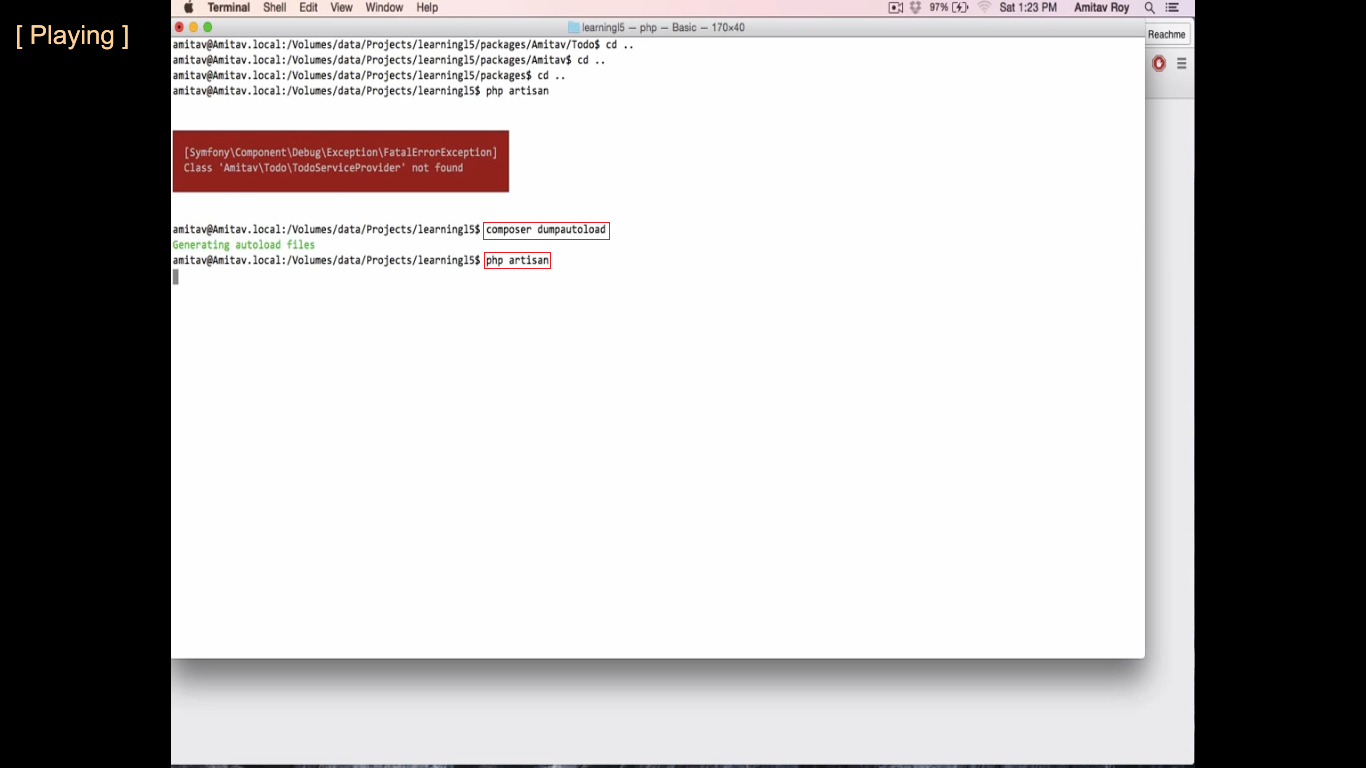 [ Playing ]
Terminal Shell Edit View Window Help 97% Sat 1:23 PM Amitav Roy
learningl5 — php — Basic — 170×40
Reachme
amitav@Amitav.local:/Volumes/data/Projects/learningl5/packages/Amitav/Todo$ cd ..
amitav@Amitav.local:/Volumes/data/Projects/learningl5/packages/Amitav$ cd ..
amitav@Amitav.local:/Volumes/data/Projects/learningl5/packages$ cd ..
amitav@Amitav.local:/Volumes/data/Projects/learningl5$ php artisan
[Symfony\Component\Debug\Exception\FatalErrorException]
Class 'Amitav\Todo\TodoServiceProvider' not found
amitav@Amitav.local:/Volumes/data/Projects/learningl5$ composer dumpautoload
Generating autoload files
amitav@Amitav.local:/Volumes/data/Projects/learningl5$ php artisan